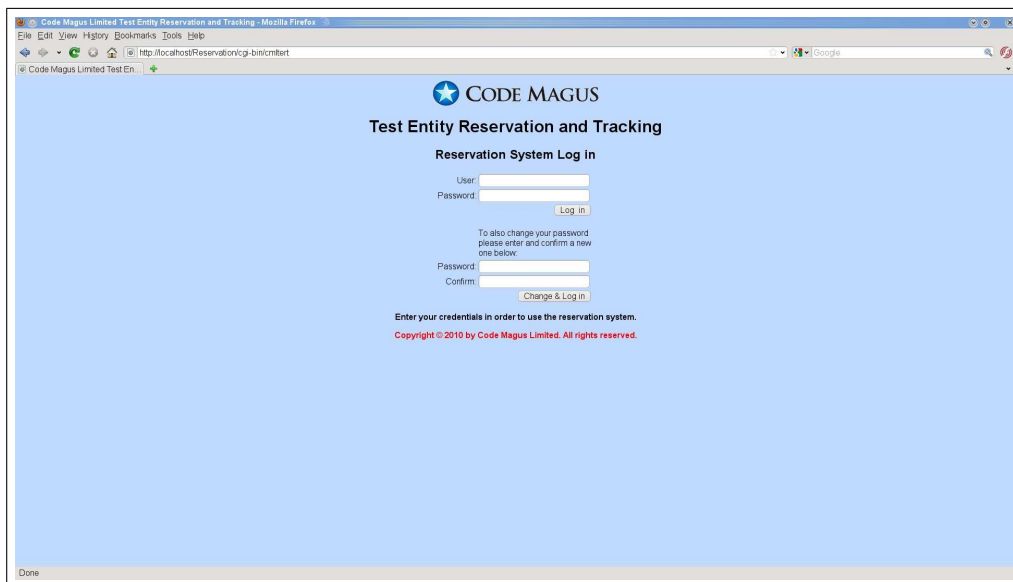 Code Magus Limited Test Entity Reservation and Tracking - Mozilla Firefox
File Edit View History Bookmarks Tools Help
http://localhost/Reservation/cgi-bin/cmltert
Google
Code Magus Limited Test En...
CODE MAGUS
Test Entity Reservation and Tracking
Reservation System Log in
User:
Password:
Log in
To also change your password
please enter and confirm a new
one below:
Password:
Confirm:
Change & Log in
Enter your credentials in order to use the reservation system.
Copyright © 2010 by Code Magus Limited. All rights reserved.
Done